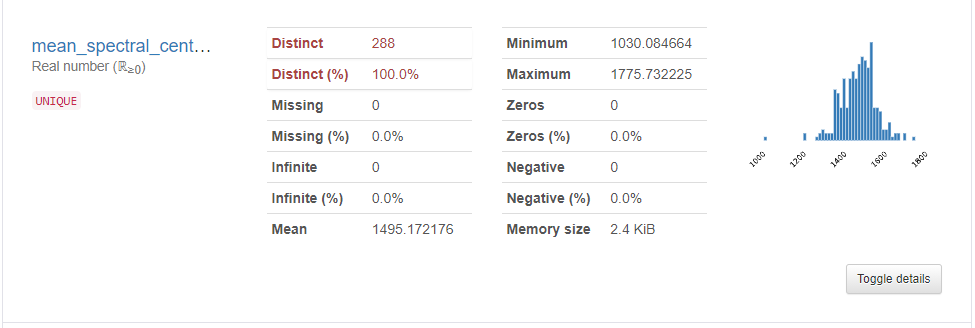 mean_spectral_cent...
Real number (ℝ≥0)
UNIQUE
Distinct 288
Distinct (%) 100.0%
Missing 0
Missing (%) 0.0%
Infinite 0
Infinite (%) 0.0%
Mean 1495.172176
Minimum 1030.084664
Maximum 1775.732225
Zeros 0
Zeros (%) 0.0%
Negative 0
Negative (%) 0.0%
Memory size 2.4 KiB
1000 1200 1400 1600 1800
Toggle details